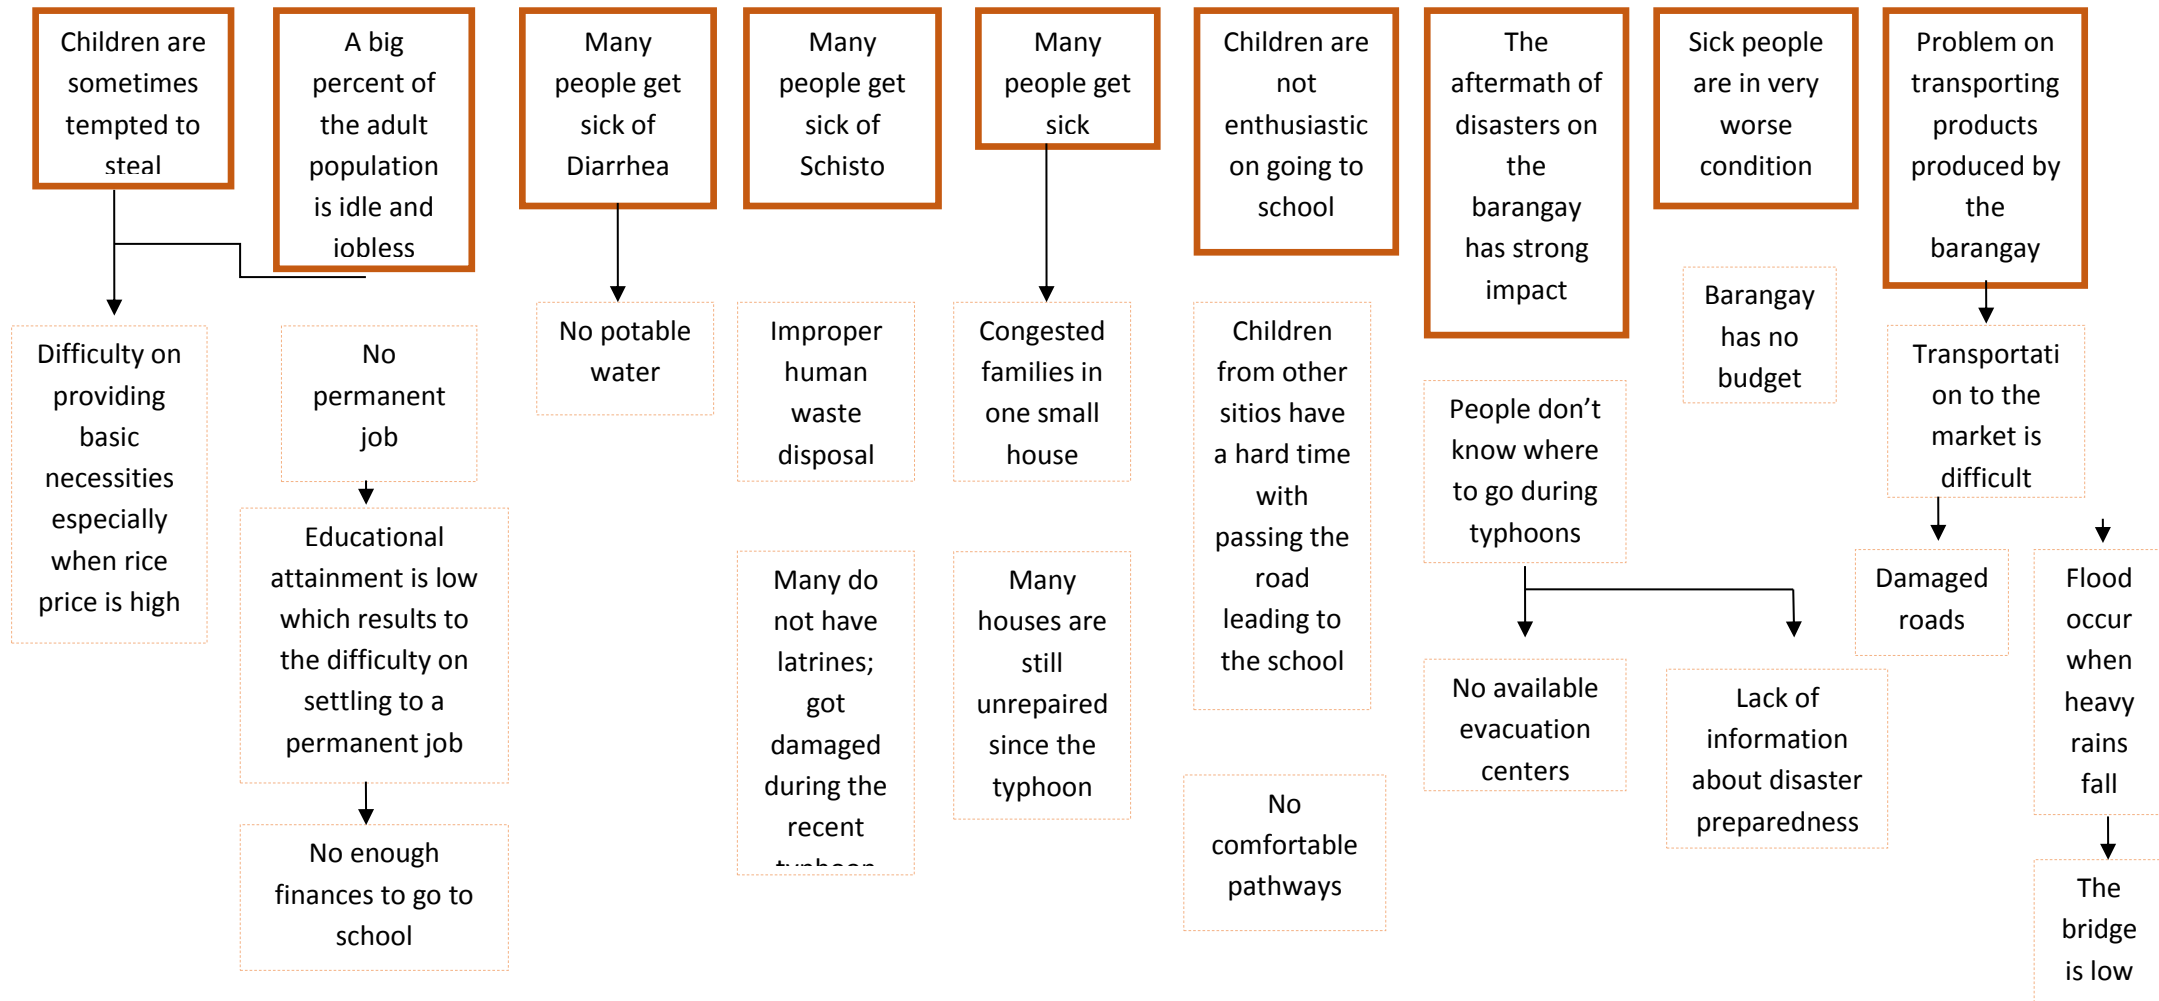 Children are
sometimes
tempted to
steal
A big
percent of
the adult
population
is idle and
jobless
Many
people get
sick of
Diarrhea
Many
people get
sick of
Schisto
Many
people get
sick
Children are
not
enthusiastic
on going to
school
The
aftermath of
disasters on
the
barangay
has strong
impact
Sick people
are in very
worse
condition
Problem on
transporting
products
produced by
the
barangay
Difficulty on
providing
basic
necessities
especially
when rice
price is high
No
permanent
job
Educational
attainment is low
which results to
the difficulty on
settling to a
permanent job
No enough
finances to go to
school
No potable
water
Improper
human
waste
disposal
Many do
not have
latrines;
got
damaged
during the
recent
typhoon
Congested
families in
one small
house
Many
houses are
still
unrepaired
since the
typhoon
Children
from other
sitios have
a hard time
with
passing the
road
leading to
the school
No
comfortable
pathways
People don’t
know where
to go during
typhoons
No available
evacuation
centers
Lack of
information
about disaster
preparedness
Barangay
has no
budget
Transportati
on to the
market is
difficult
Damaged
roads
Flood
occur
when
heavy
rains
fall
The
bridge
is low